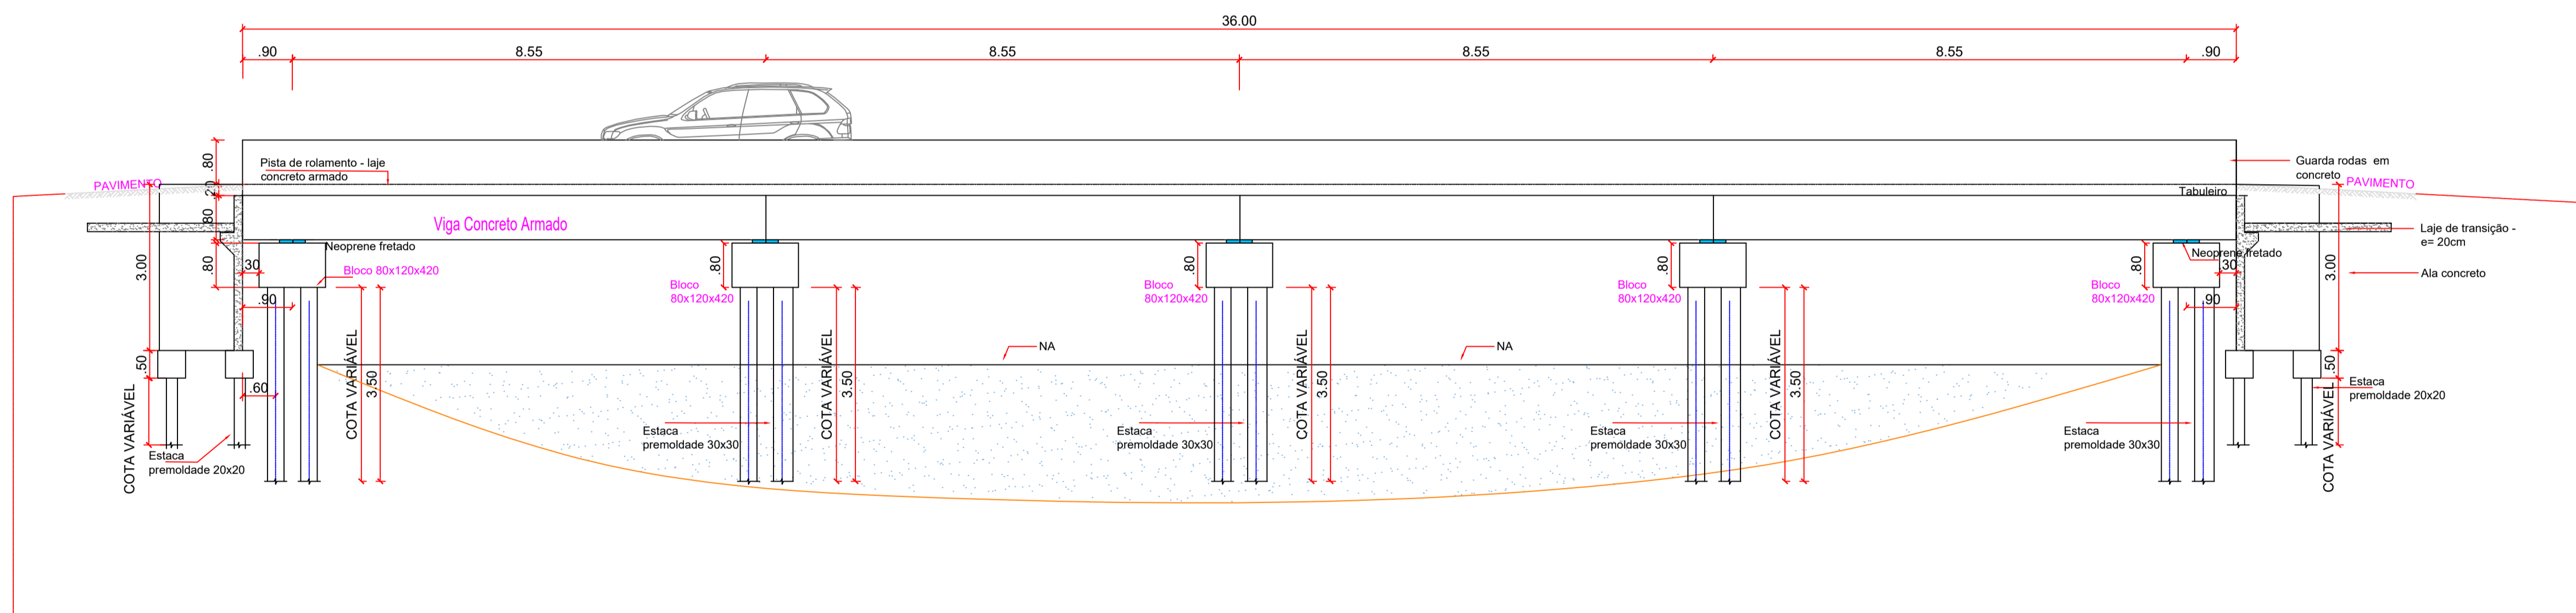 36.00
.90
8.55
8.55
8.55
8.55
.90
.80
Pista de rolamento - laje
concreto armado
Guarda rodas em
concreto
PAVIMENTO
.20
Tabuleiro
PAVIMENTO
.80
Viga Concreto Armado
Laje de transição -
e= 20cm
Neoprene fretado
Neoprene fretado
3.00
.80
.30
Bloco 80x120x420
.80
Bloco
80x120x420
.80
Bloco
80x120x420
.80
Bloco
80x120x420
.80
Bloco
80x120x420
.30
3.00
Ala concreto
.90
.90
NA
NA
.50
.60
COTA VARIÁVEL
3.50
COTA VARIÁVEL
3.50
COTA VARIÁVEL
3.50
COTA VARIÁVEL
3.50
.50
Estaca
premoldade 20x20
COTA VARIÁVEL
Estaca
premoldade 20x20
Estaca
premoldade 30x30
Estaca
premoldade 30x30
Estaca
premoldade 30x30
Estaca
premoldade 30x30
COTA VARIÁVEL